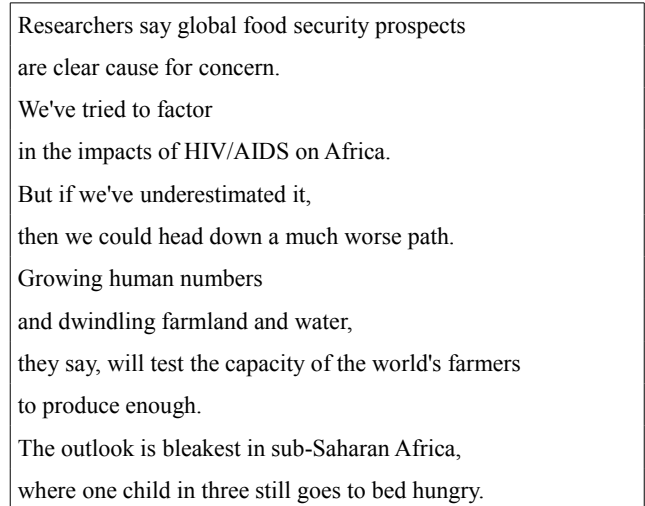 Researchers say global food security prospects
are clear cause for concern.
We've tried to factor
in the impacts of HIV/AIDS on Africa.
But if we've underestimated it,
then we could head down a much worse path.
Growing human numbers
and dwindling farmland and water,
they say, will test the capacity of the world's farmers
to produce enough.
The outlook is bleakest in sub-Saharan Africa,
where one child in three still goes to bed hungry.